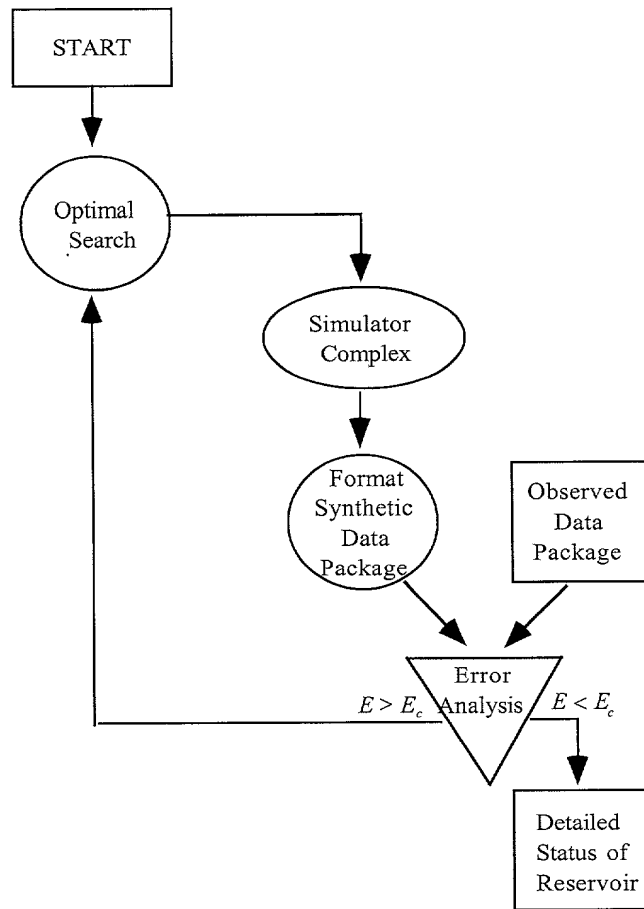 START
Optimal
Search
Simulator
Complex
Format
Synthetic
Data
Package
Observed
Data
Package
Error
Analysis
E > E_c
E < E_c
Detailed
Status of
Reservoir